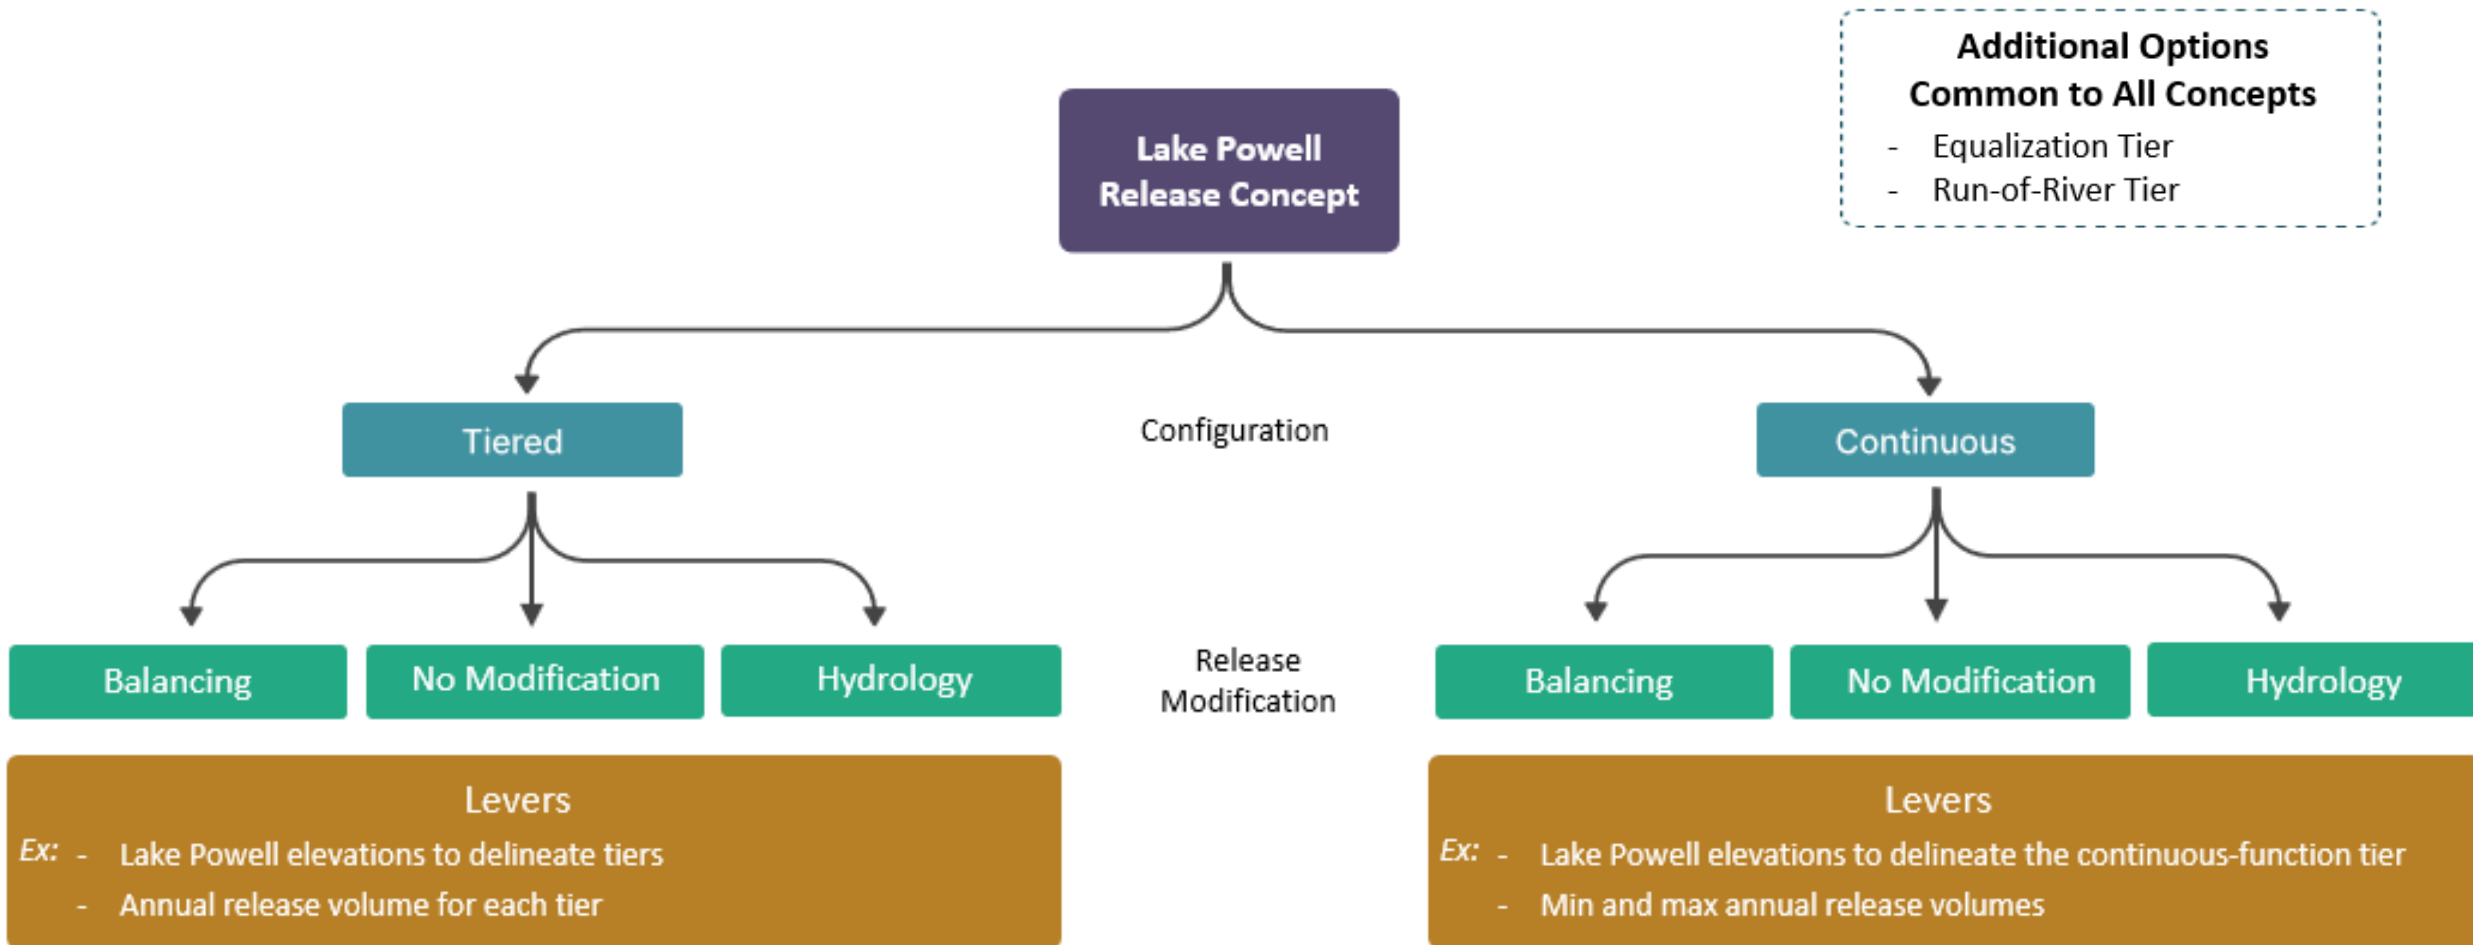 Additional Options
Common to All Concepts
- Equalization Tier
- Run-of-River Tier
Lake Powell
Release Concept
Tiered
Configuration
Continuous
Balancing
No Modification
Hydrology
Release
Modification
Balancing
No Modification
Hydrology
Levers
Ex: - Lake Powell elevations to delineate tiers
- Annual release volume for each tier
Levers
Ex: - Lake Powell elevations to delineate the continuous-function tier
- Min and max annual release volumes